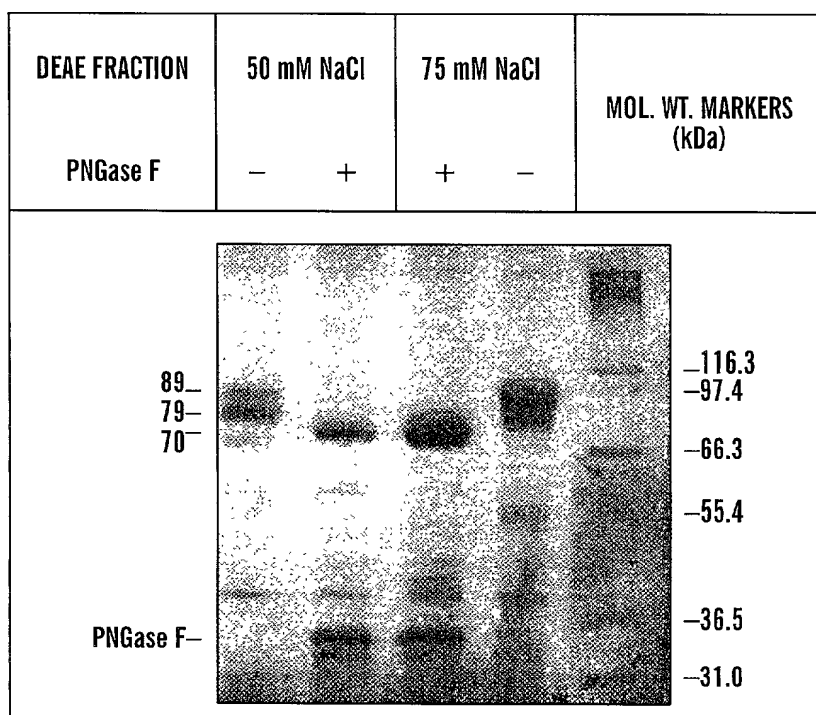 DEAE FRACTION
50 mM NaCl
75 mM NaCl
MOL. WT. MARKERS
(kDa)
PNGase F
− + + −
89
79
70
PNGase F
116.3
97.4
66.3
55.4
36.5
31.0